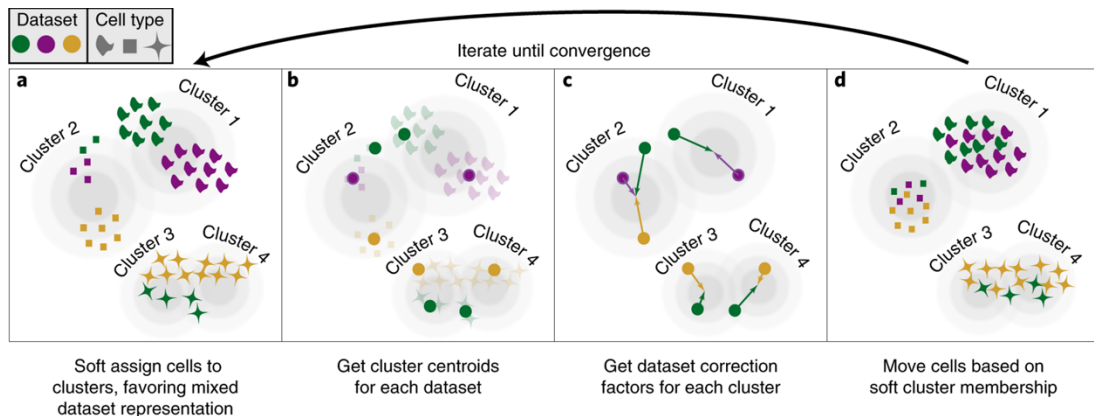 Dataset
Cell type
Iterate until convergence
a
Cluster 1
Cluster 2
Cluster 3
Cluster 4
b
Cluster 1
Cluster 2
Cluster 3
Cluster 4
c
Cluster 1
Cluster 2
Cluster 3
Cluster 4
d
Cluster 1
Cluster 2
Cluster 3
Cluster 4
Soft assign cells to
clusters, favoring mixed
dataset representation
Get cluster centroids
for each dataset
Get dataset correction
factors for each cluster
Move cells based on
soft cluster membership